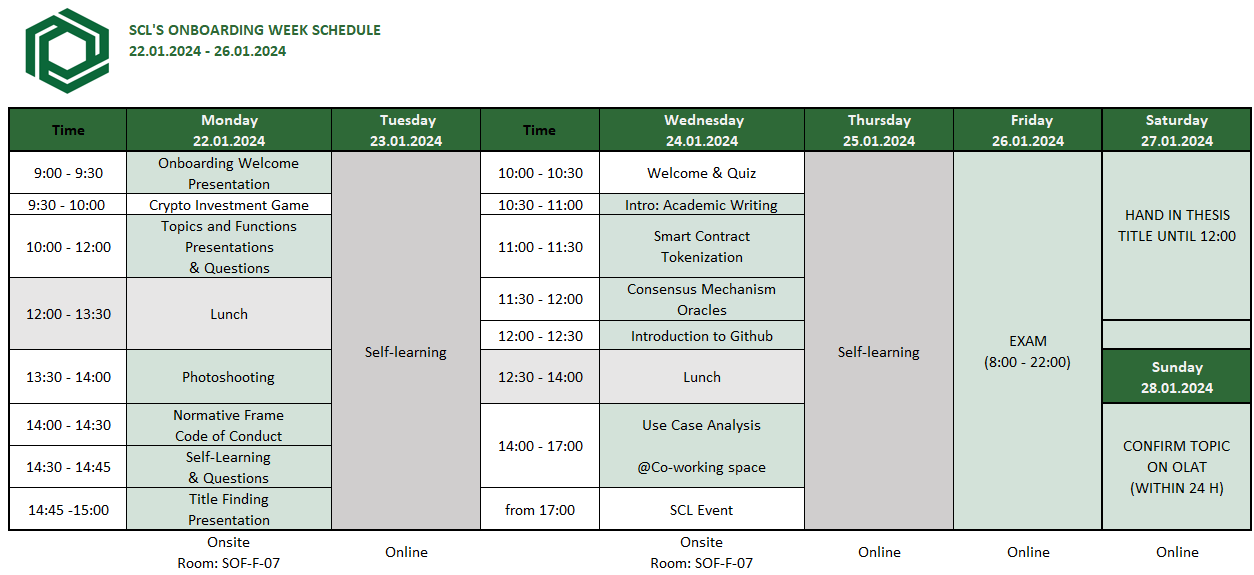 SCL'S ONBOARDING WEEK SCHEDULE
22.01.2024 - 26.01.2024
Time
Monday
22.01.2024
Tuesday
23.01.2024
Time
Wednesday
24.01.2024
Thursday
25.01.2024
Friday
26.01.2024
Saturday
27.01.2024
9:00 - 9:30
Onboarding Welcome
Presentation
9:30 - 10:00
Crypto Investment Game
10:00 - 12:00
Topics and Functions
Presentations
& Questions
12:00 - 13:30
Lunch
13:30 - 14:00
Photoshooting
14:00 - 14:30
Normative Frame
Code of Conduct
14:30 - 14:45
Self-Learning
& Questions
14:45 -15:00
Title Finding
Presentation
Self-learning
10:00 - 10:30
Welcome & Quiz
10:30 - 11:00
Intro: Academic Writing
11:00 - 11:30
Smart Contract
Tokenization
11:30 - 12:00
Consensus Mechanism
Oracles
12:00 - 12:30
Introduction to Github
12:30 - 14:00
Lunch
14:00 - 17:00
Use Case Analysis
@Co-working space
from 17:00
SCL Event
Self-learning
EXAM
(8:00 - 22:00)
HAND IN THESIS
TITLE UNTIL 12:00
Sunday
28.01.2024
CONFIRM TOPIC
ON OLAT
(WITHIN 24 H)
Onsite
Room: SOF-F-07
Online
Onsite
Room: SOF-F-07
Online
Online
Online